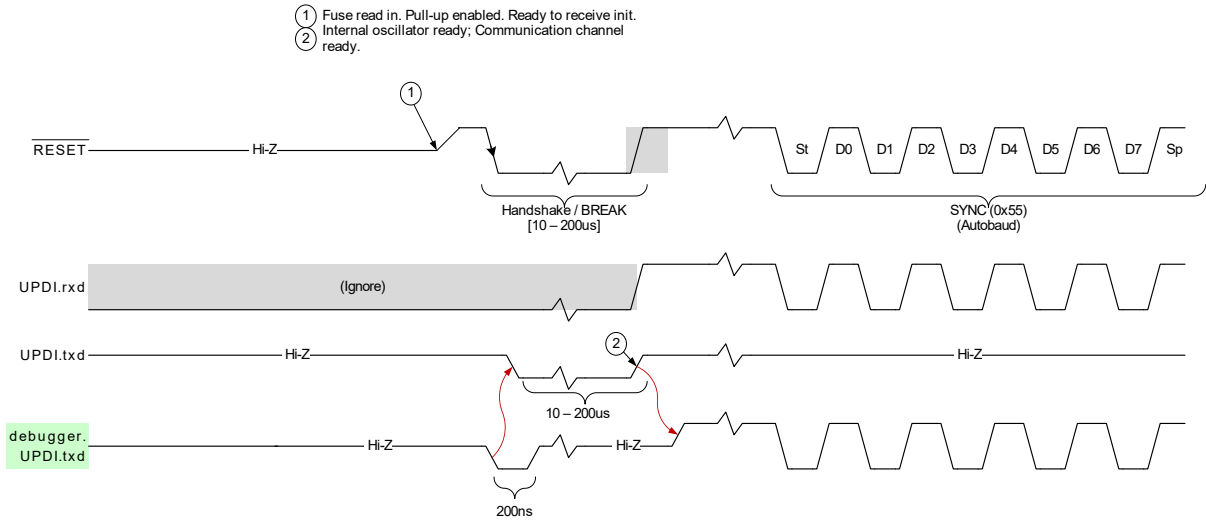 1 Fuse read in. Pull-up enabled. Ready to receive init.
2 Internal oscillator ready; Communication channel
ready.
1
RESET Hi-Z St D0 D1 D2 D3 D4 D5 D6 D7 Sp
Handshake / BREAK
[10 – 200us]
SYNC (0x55)
(Autobaud)
UPDI.rxd (Ignore)
2
UPDI.txd Hi-Z Hi-Z
10 – 200us
debugger.
UPDI.txd Hi-Z Hi-Z
200ns